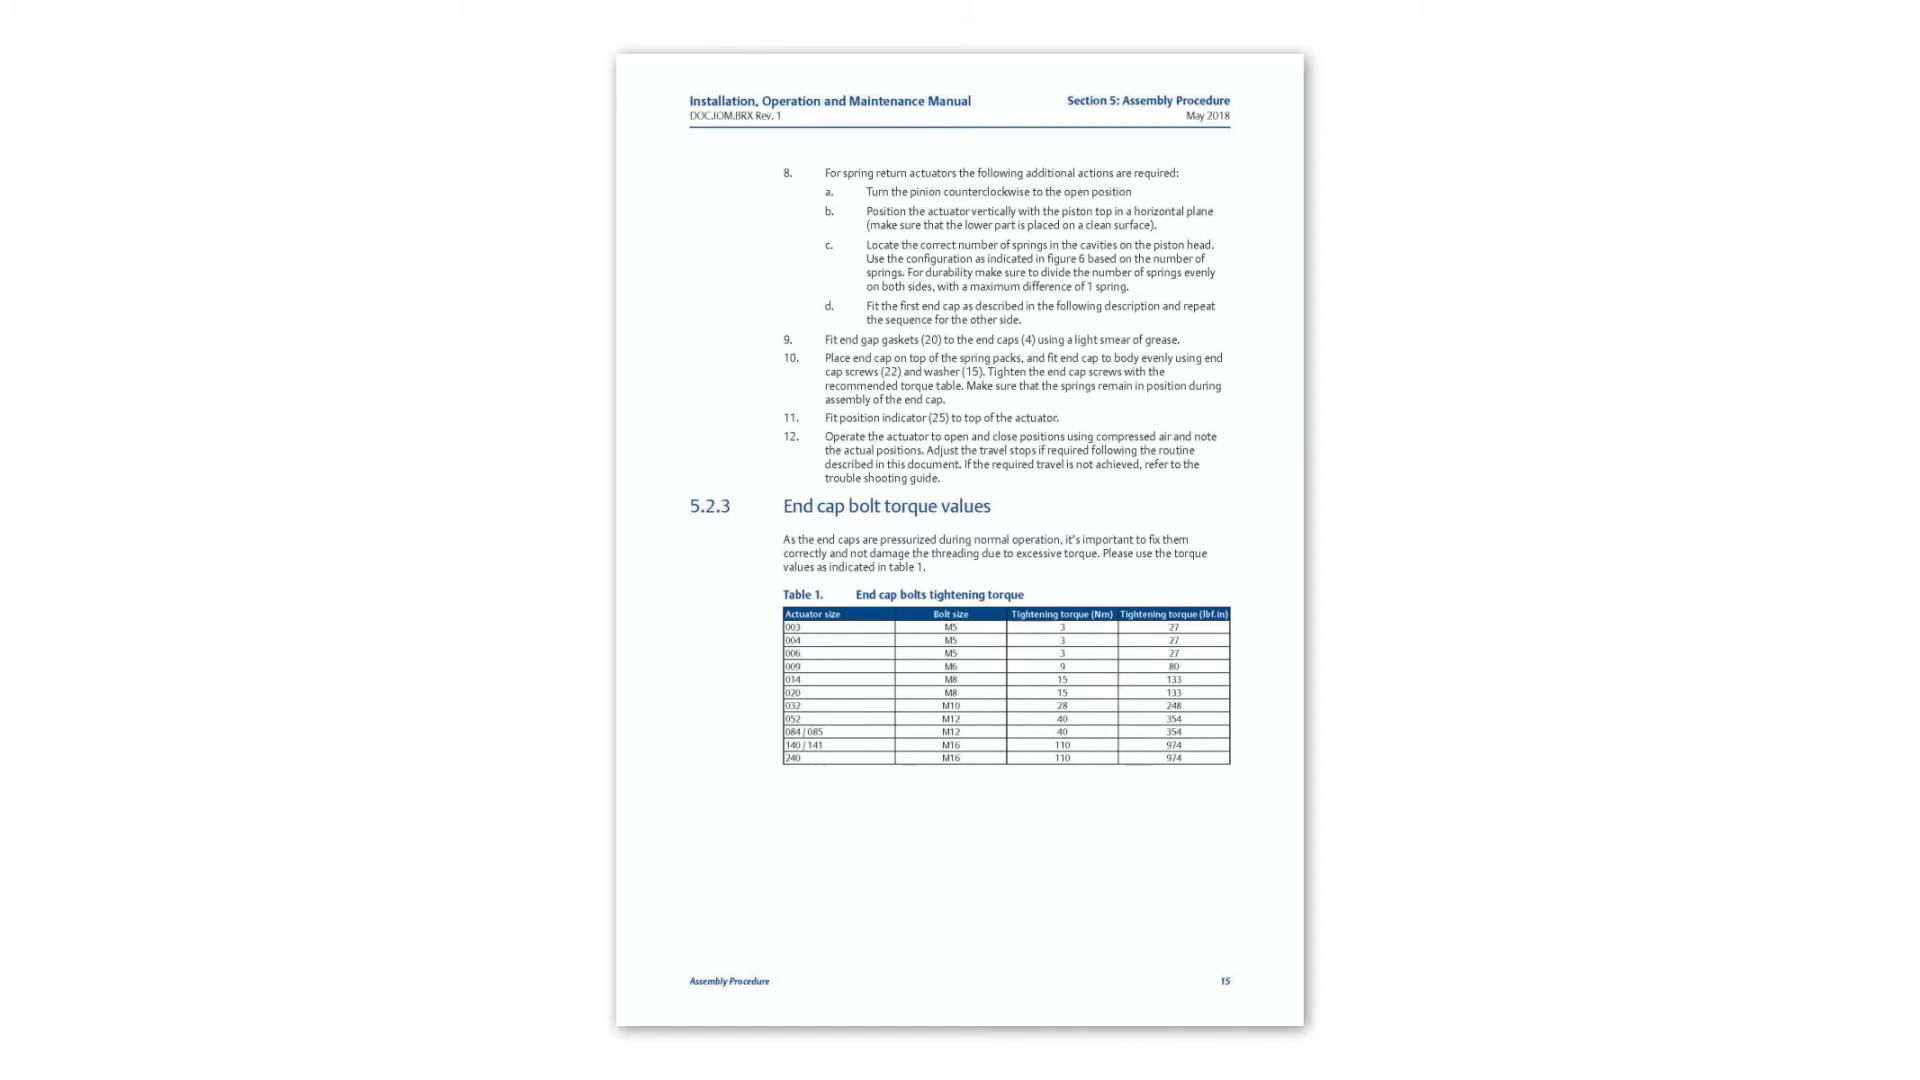 Installation, Operation and Maintenance Manual
Section 5: Assembly Procedure
DOC.IOM.BRX Rev. 1
May 2018
8. For spring return actuators the following additional actions are required:
a. Turn the pinion counterclockwise to the open position
b. Position the actuator vertically with the piston top in a horizontal plane
(make sure that the lower part is placed on a clean surface).
c. Locate the correct number of springs in the cavities on the piston head.
Use the configuration as indicated in figure 6 based on the number of
springs. For durability make sure to divide the number of springs evenly
on both sides, with a maximum difference of 1 spring.
d. Fit the first end cap as described in the following description and repeat
the sequence for the other side.
9. Fit end gap gaskets (20) to the end caps (4) using a light smear of grease.
10. Place end cap on top of the spring packs, and fit end cap to body evenly using end
cap screws (22) and washer (15). Tighten the end cap screws with the
recommended torque table. Make sure that the springs remain in position during
assembly of the end cap.
11. Fit position indicator (25) to top of the actuator.
12. Operate the actuator to open and close positions using compressed air and note
the actual positions. Adjust the travel stops if required following the routine
described in this document. If the required travel is not achieved, refer to the
trouble shooting guide.
5.2.3 End cap bolt torque values
As the end caps are pressurized during normal operation, it's important to fix them
correctly and not damage the threading due to excessive torque. Please use the torque
values as indicated in table 1.
Table 1. End cap bolts tightening torque
Actuator size Bolt size Tightening torque (Nm) Tightening torque (lbf.in)
003 M5 3 27
004 M5 3 27
006 M5 3 27
009 M6 9 80
014 M8 15 133
020 M8 15 133
032 M10 28 248
052 M12 40 354
084 / 085 M12 40 354
140 / 141 M16 110 974
240 M16 110 974
Assembly Procedure
15